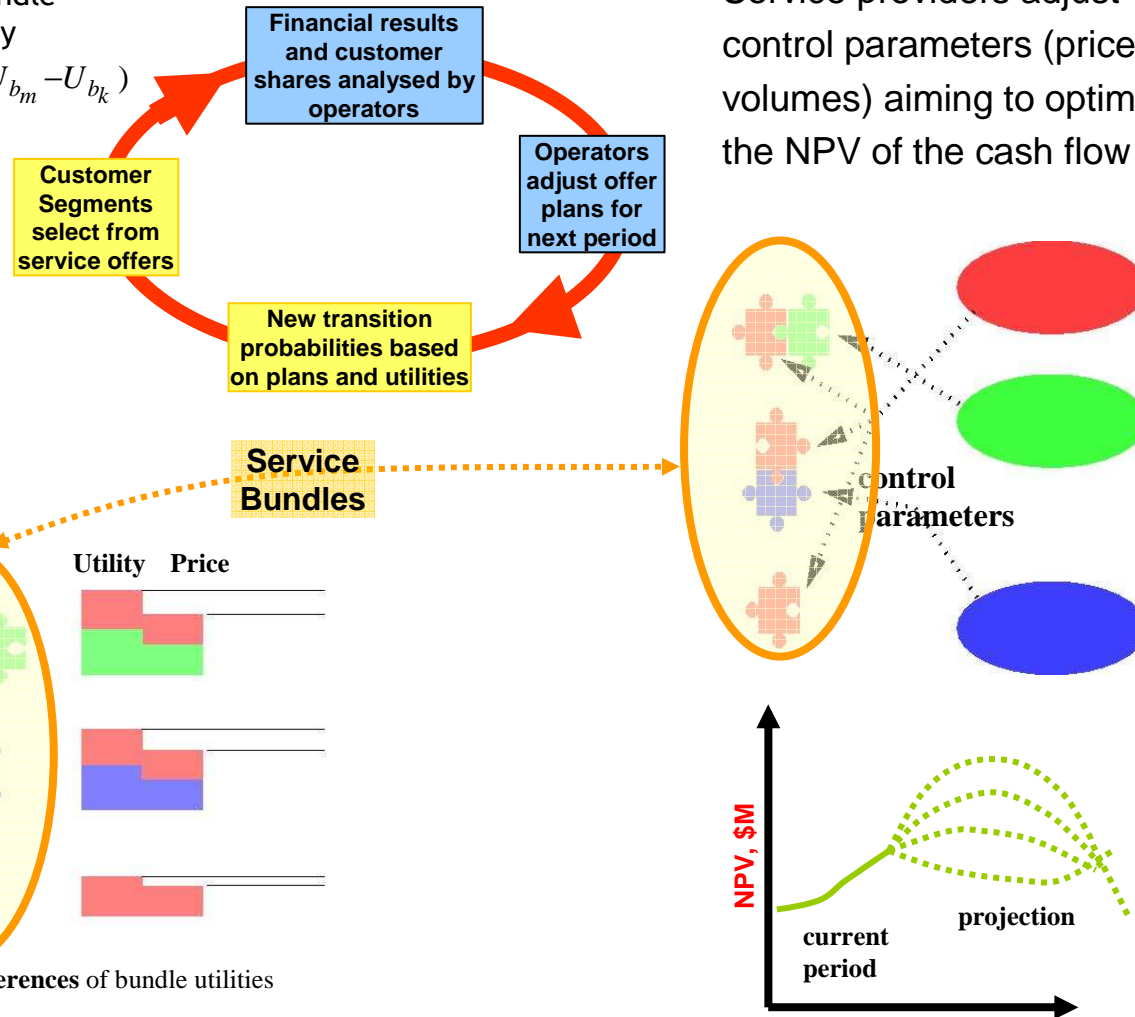 Financial results
and customer
shares analysed by
operators
Operators
adjust offer
plans for
next period
New transition
probabilities based
on plans and utilities
Customer
Segments
select from
service offers
control parameters (price
volumes) aiming to optim
the NPV of the cash flow
Service
Bundles
control
parameters
Utility Price
erences of bundle utilities
NPV, $M
current
period
projection